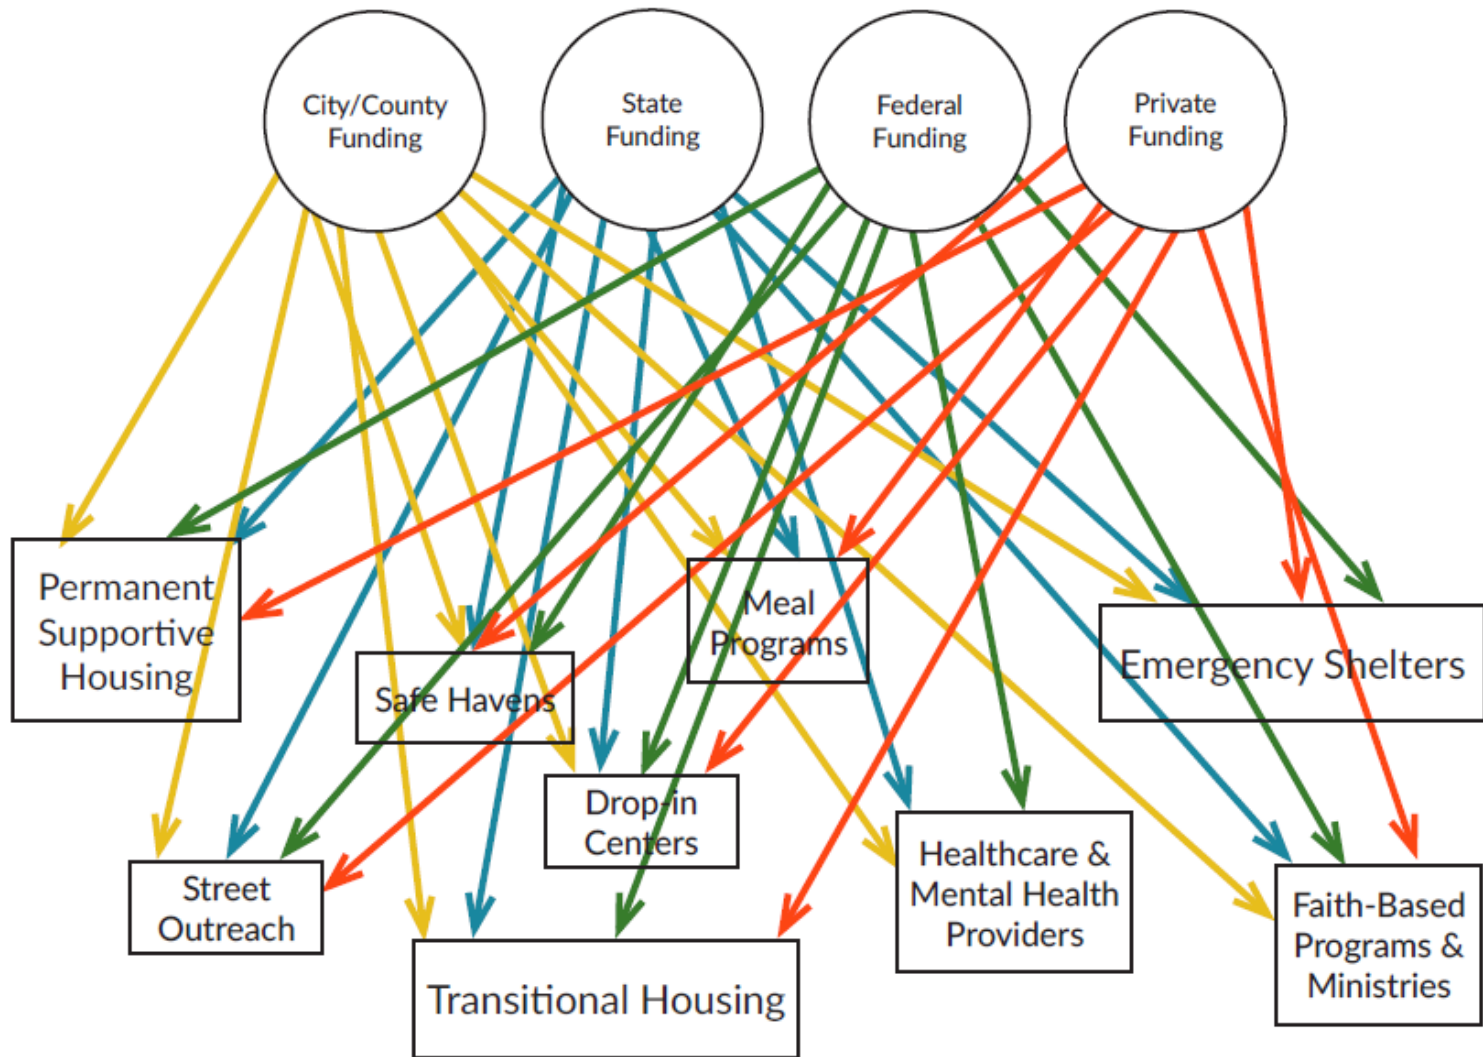 City/County
Funding
State
Funding
Federal
Funding
Private
Funding
Permanent
Supportive
Housing
Safe Havens
Meal
Programs
Emergency Shelters
Drop-in
Centers
Street
Outreach
Healthcare &
Mental Health
Providers
Faith-Based
Programs &
Ministries
Transitional Housing